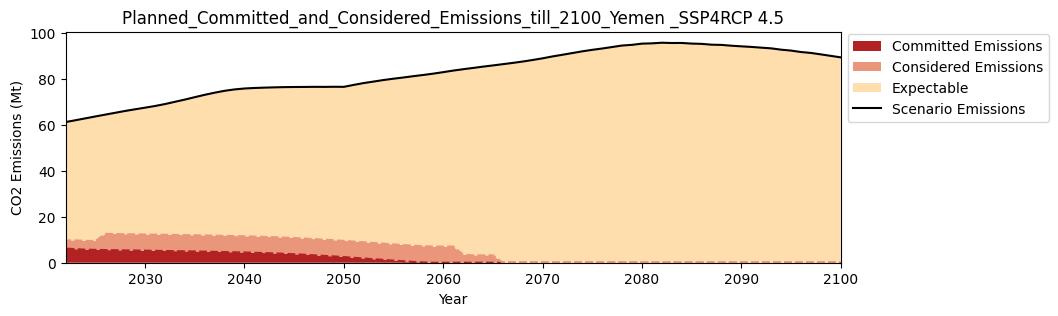 Planned_Committed_and_Considered_Emissions_till_2100_Yemen _SSP4RCP 4.5
100
80
60
40
20
0
CO2 Emissions (Mt)
2030
2040
2050
2060
2070
2080
2090
2100
Year
Committed Emissions
Considered Emissions
Expectable
Scenario Emissions